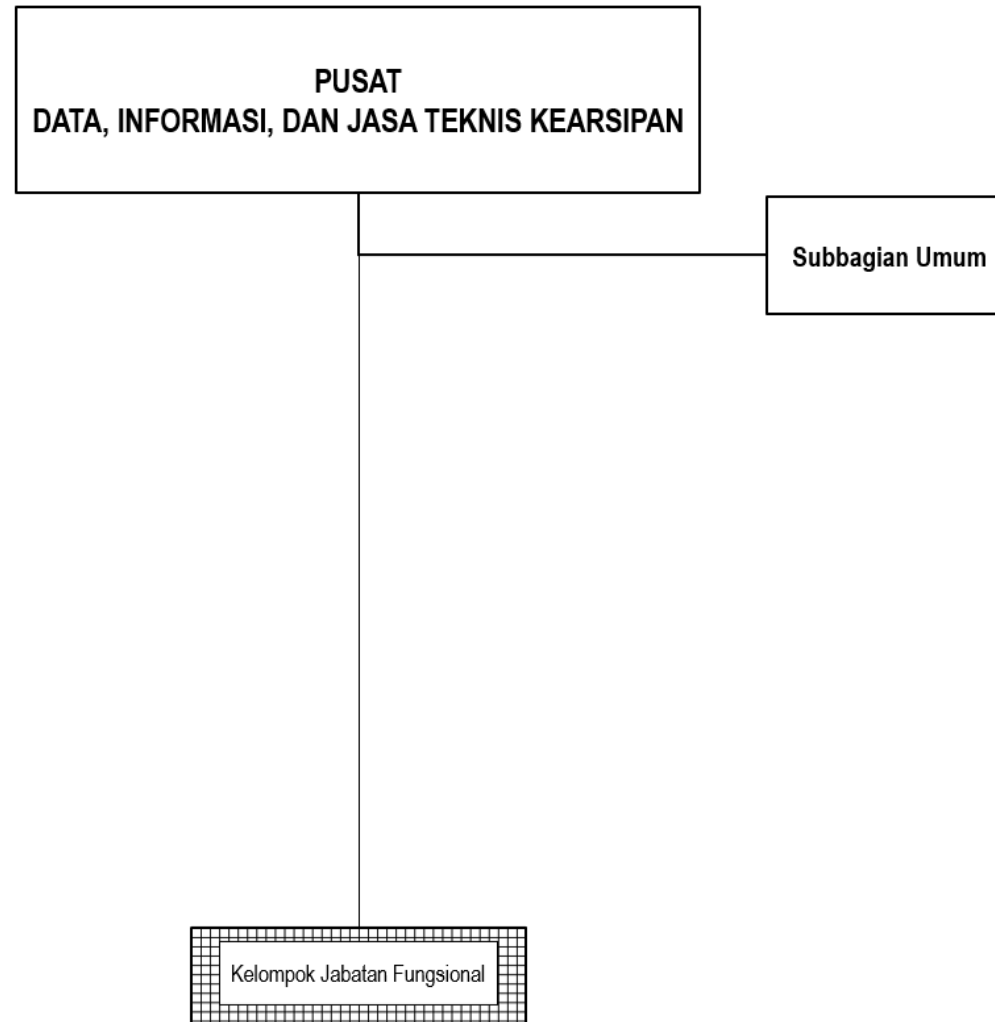 PUSAT
DATA, INFORMASI, DAN JASA TEKNIS KEARSIPAN
Subbagian Umum
Kelompok Jabatan Fungsional